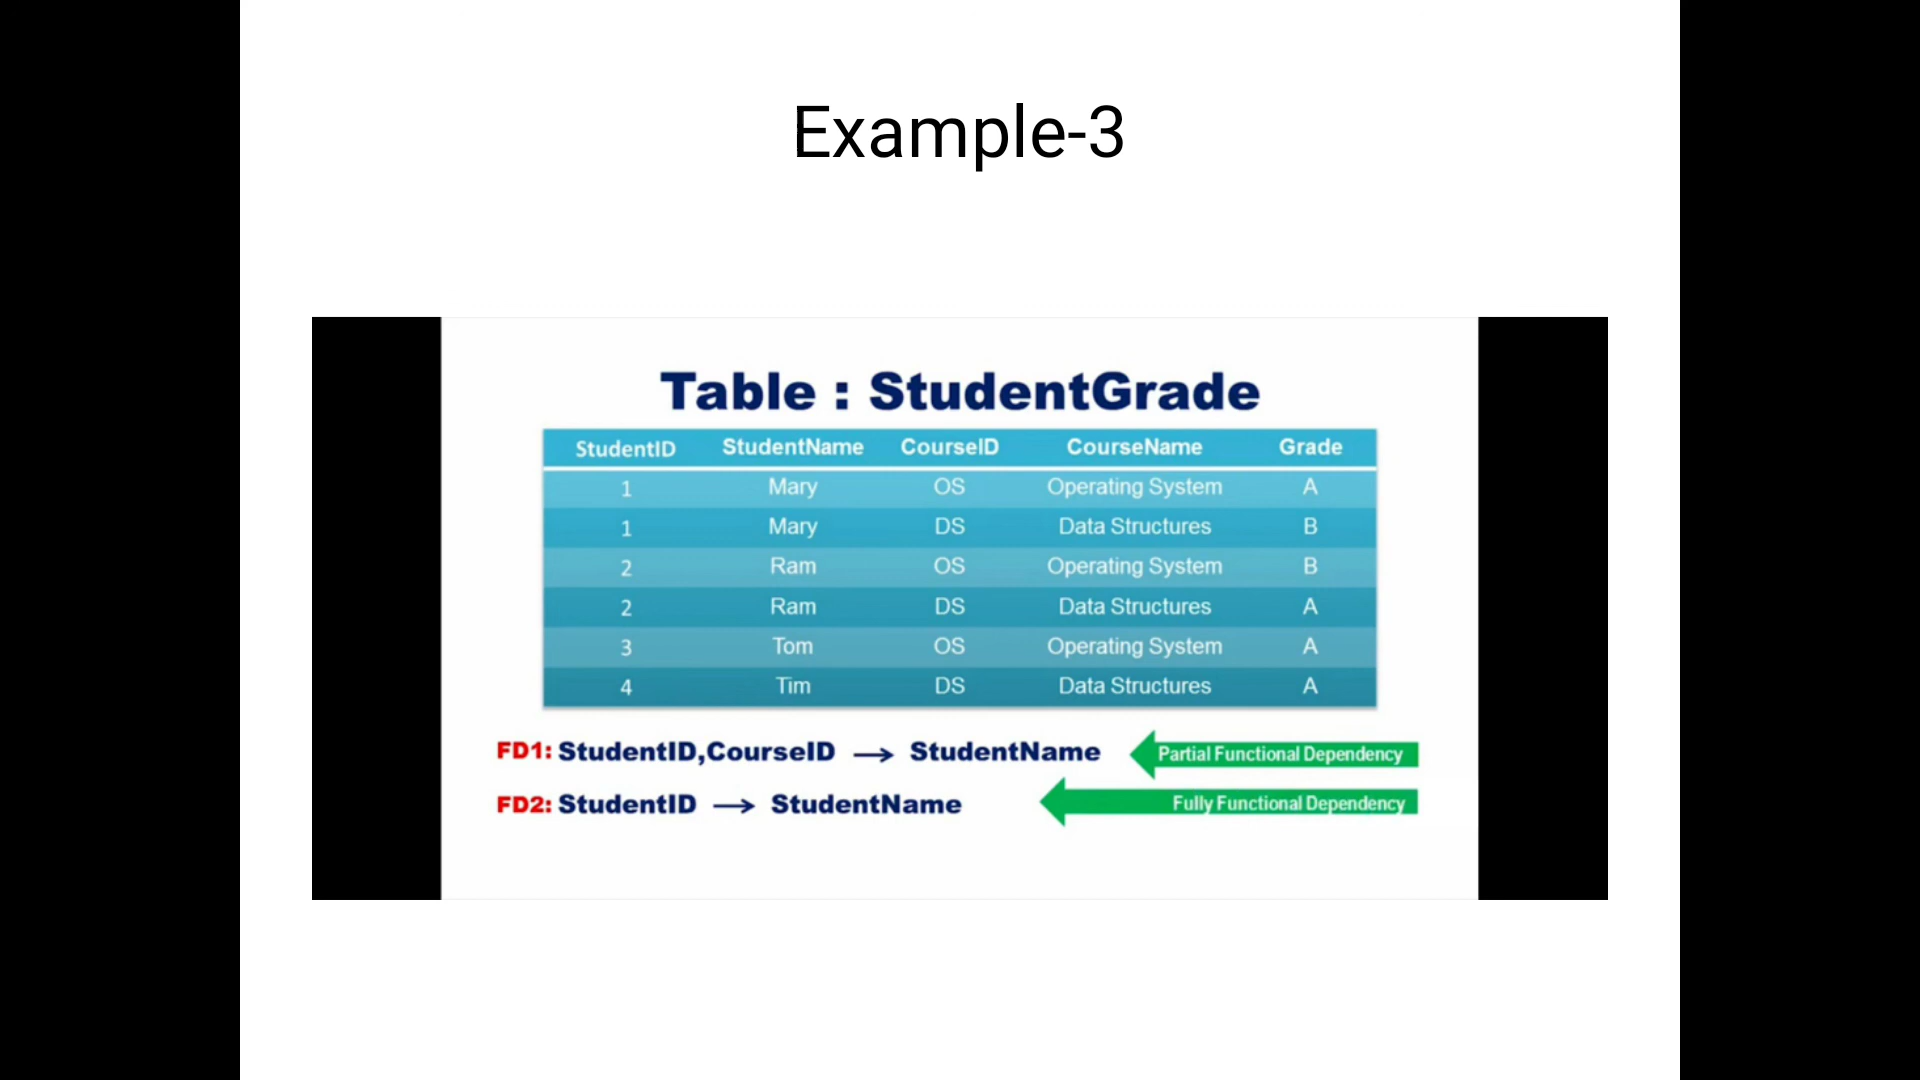 Example-3
Table : StudentGrade
StudentID StudentName CourseID CourseName Grade
1 Mary OS Operating System A
1 Mary DS Data Structures B
2 Ram OS Operating System B
2 Ram DS Data Structures A
3 Tom OS Operating System A
4 Tim DS Data Structures A
FD1: StudentID,CourseID → StudentName Partial Functional Dependency
FD2: StudentID → StudentName Fully Functional Dependency